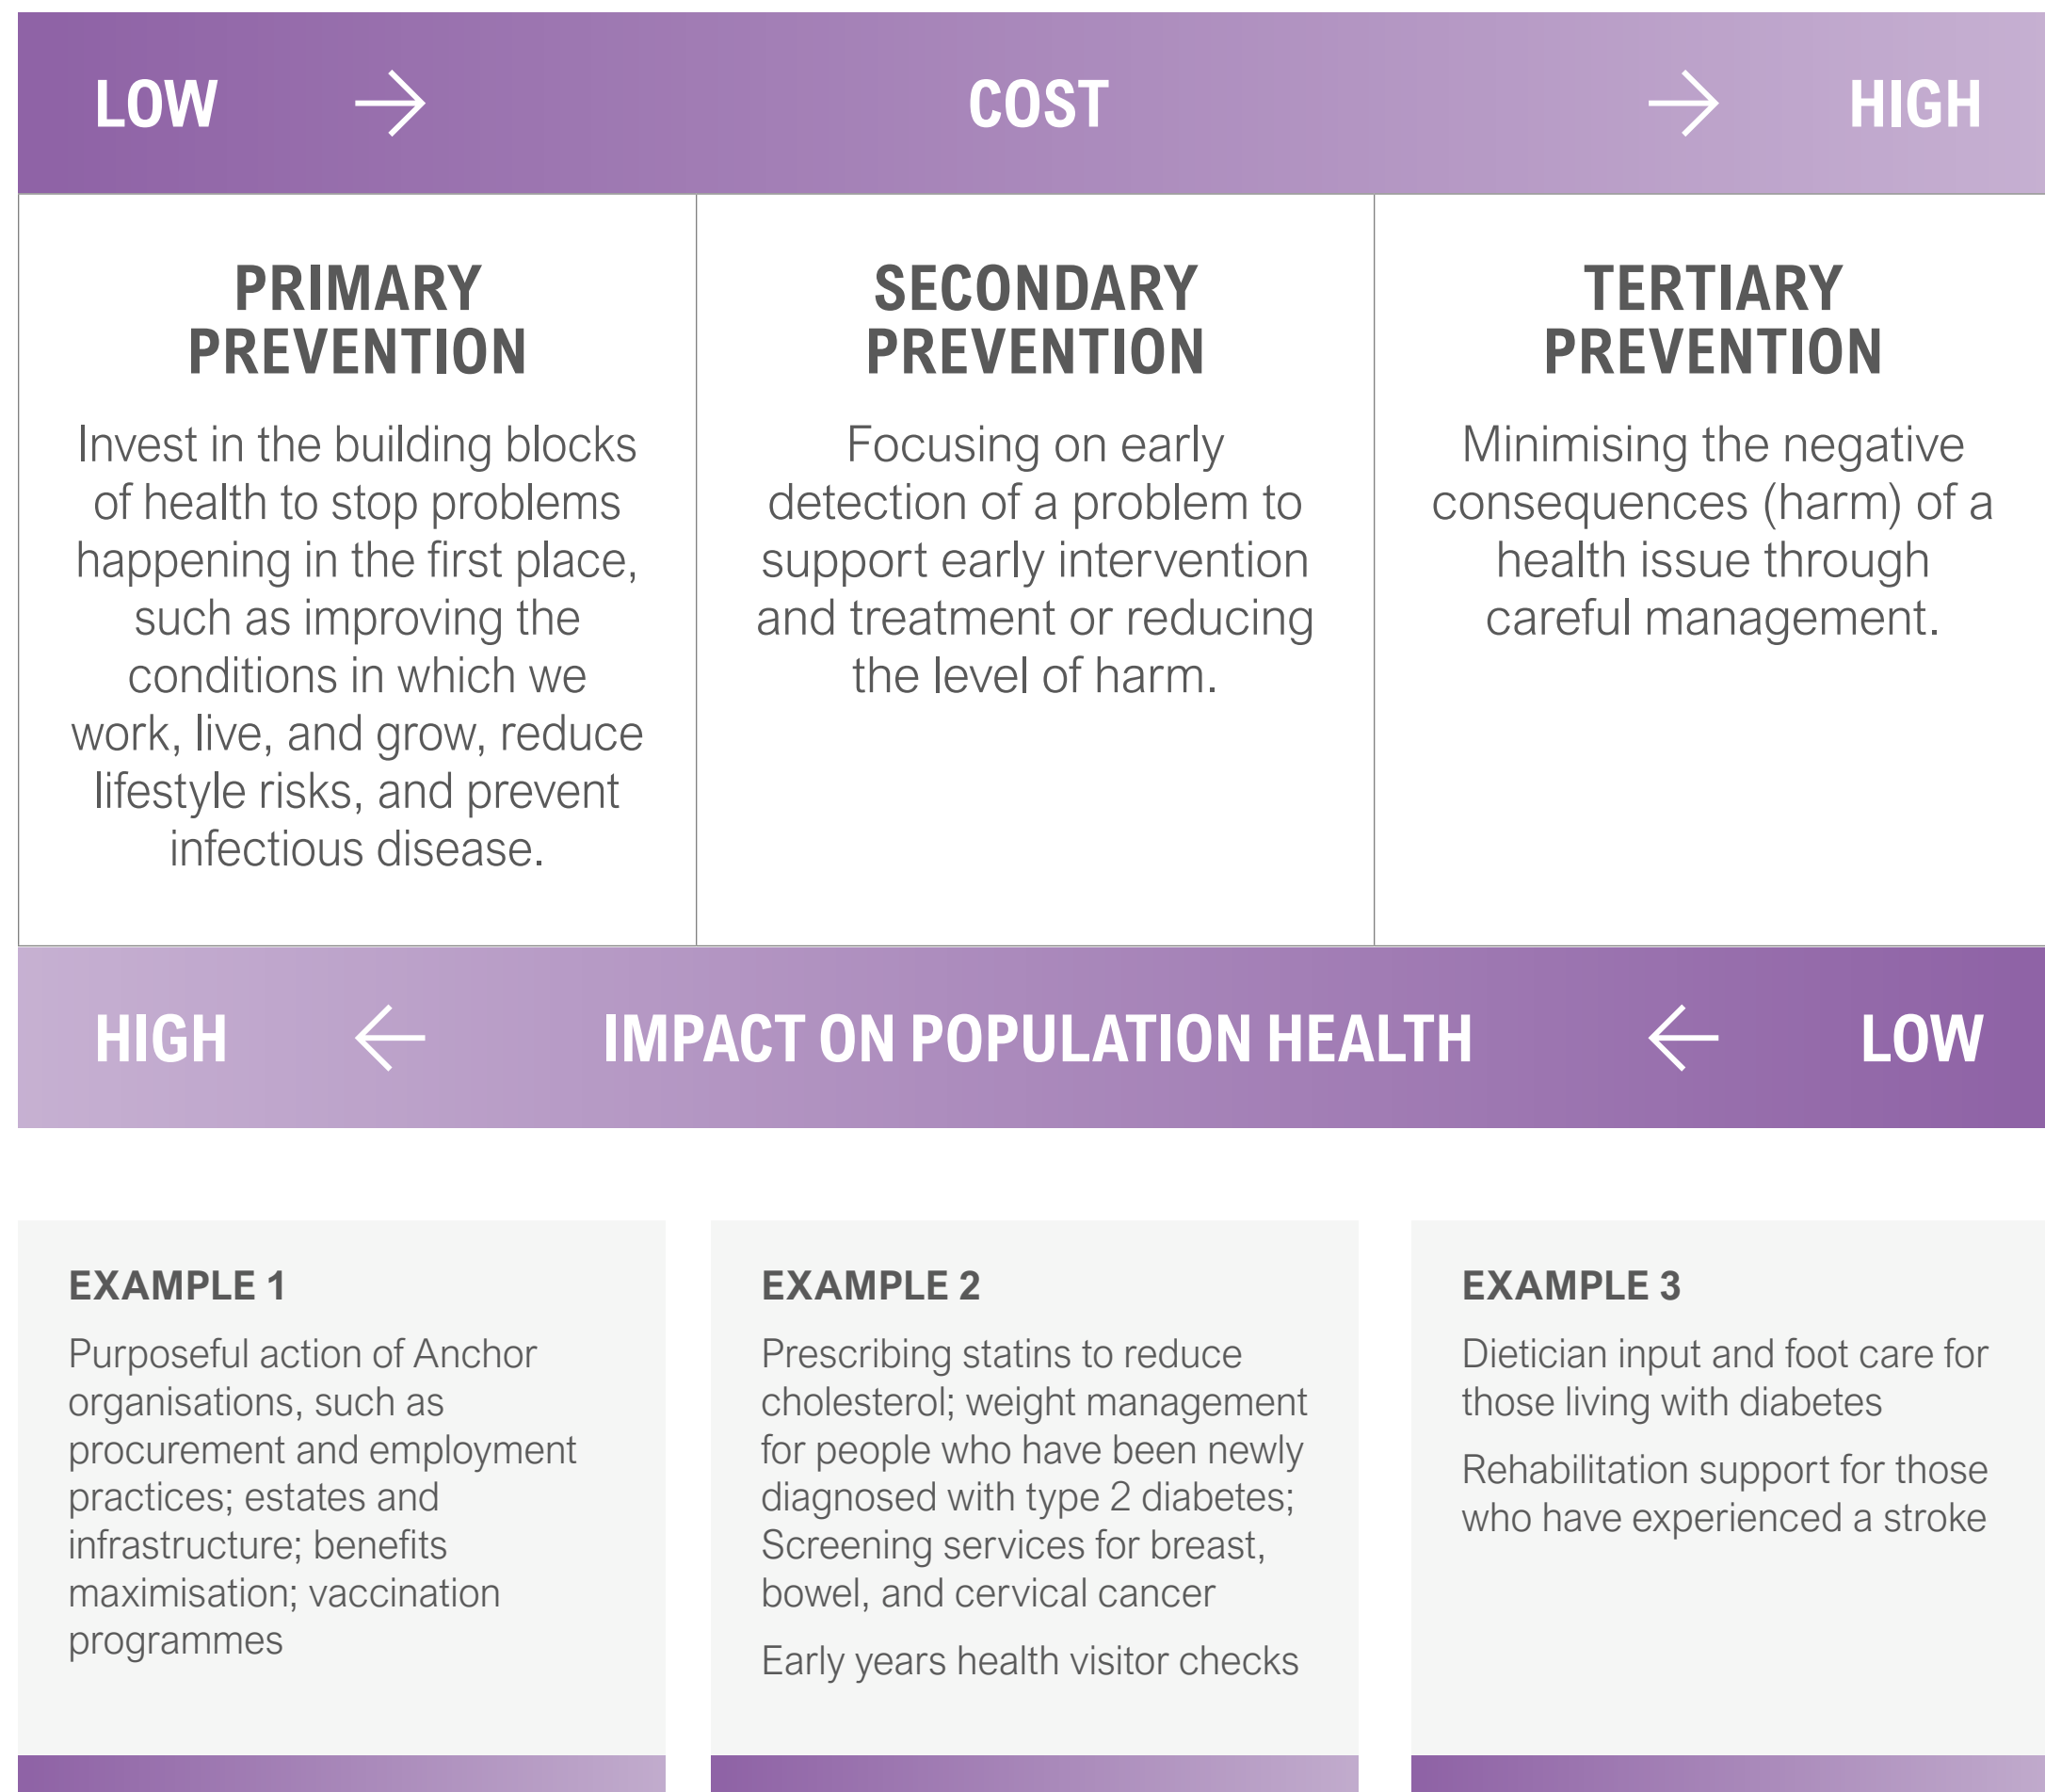 LOW → COST → HIGH
PRIMARY
PREVENTION
Invest in the building blocks
of health to stop problems
happening in the first place,
such as improving the
conditions in which we
work, live, and grow, reduce
lifestyle risks, and prevent
infectious disease.
SECONDARY
PREVENTION
Focusing on early
detection of a problem to
support early intervention
and treatment or reducing
the level of harm.
TERTIARY
PREVENTION
Minimising the negative
consequences (harm) of a
health issue through
careful management.
HIGH ← IMPACT ON POPULATION HEALTH ← LOW
EXAMPLE 1
Purposeful action of Anchor
organisations, such as
procurement and employment
practices; estates and
infrastructure; benefits
maximisation; vaccination
programmes
EXAMPLE 2
Prescribing statins to reduce
cholesterol; weight management
for people who have been newly
diagnosed with type 2 diabetes;
Screening services for breast,
bowel, and cervical cancer
Early years health visitor checks
EXAMPLE 3
Dietician input and foot care for
those living with diabetes
Rehabilitation support for those
who have experienced a stroke